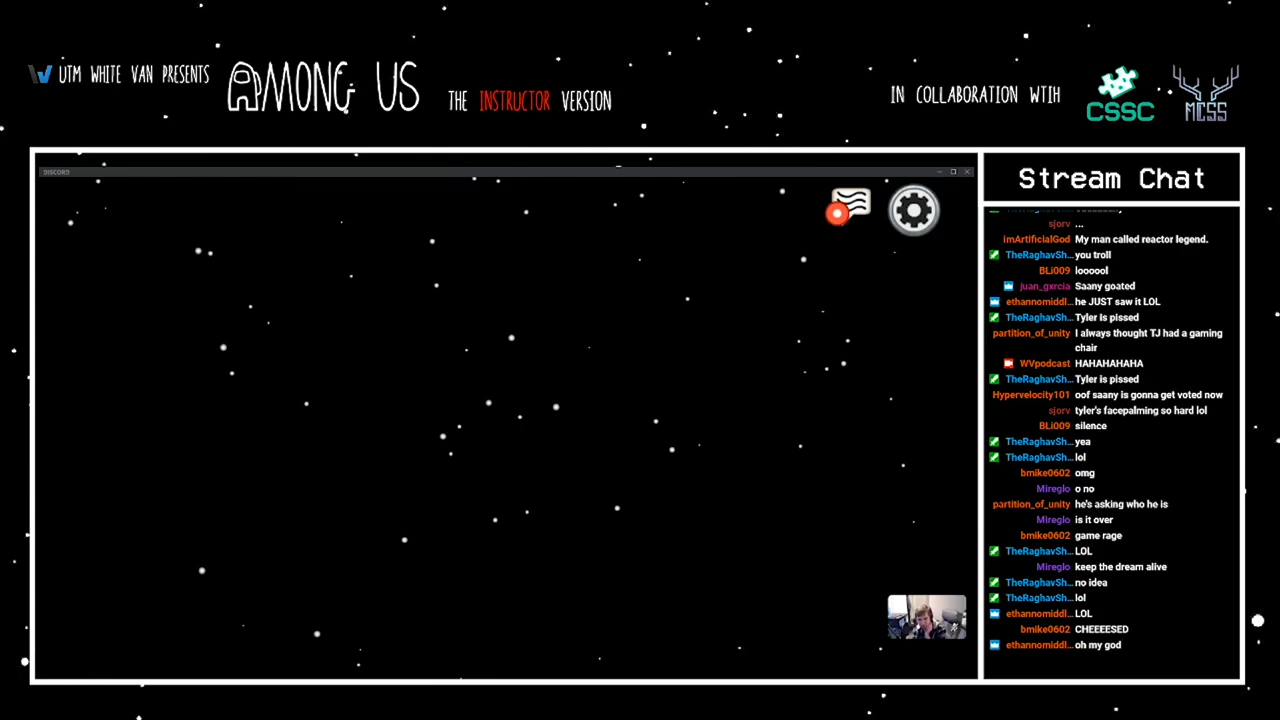 UTM WHITE VAN PRESENTS
AMONG US
THE INSTRUCTOR VERSION
IN COLLABORATION WTIH
CSSC
MCSS
DISCORD
Stream Chat
sjorv ...
imArtificialGod My man called reactor legend.
TheRaghavSh... you troll
BLi009 loooool
juan_gxrcia Saany goated
ethannomiddl... he JUST saw it LOL
TheRaghavSh... Tyler is pissed
partition_of_unity I always thought TJ had a gaming
chair
WVpodcast HAHAHAHAHA
TheRaghavSh... Tyler is pissed
Hypervelocity101 oof saany is gonna get voted now
sjorv tyler's facepalming so hard lol
BLi009 silence
TheRaghavSh... yea
TheRaghavSh... lol
bmike0602 omg
Mireglo o no
partition_of_unity he's asking who he is
Mireglo is it over
bmike0602 game rage
TheRaghavSh... LOL
Mireglo keep the dream alive
TheRaghavSh... no idea
TheRaghavSh... lol
ethannomiddl... LOL
bmike0602 CHEEEESED
ethannomiddl... oh my god